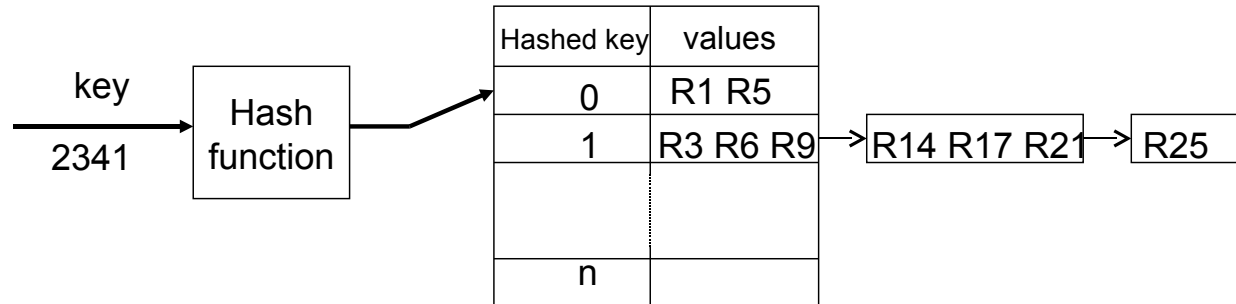 key
2341
Hash
function
Hashed key values
0 R1 R5
1 R3 R6 R9 R14 R17 R21 R25
n